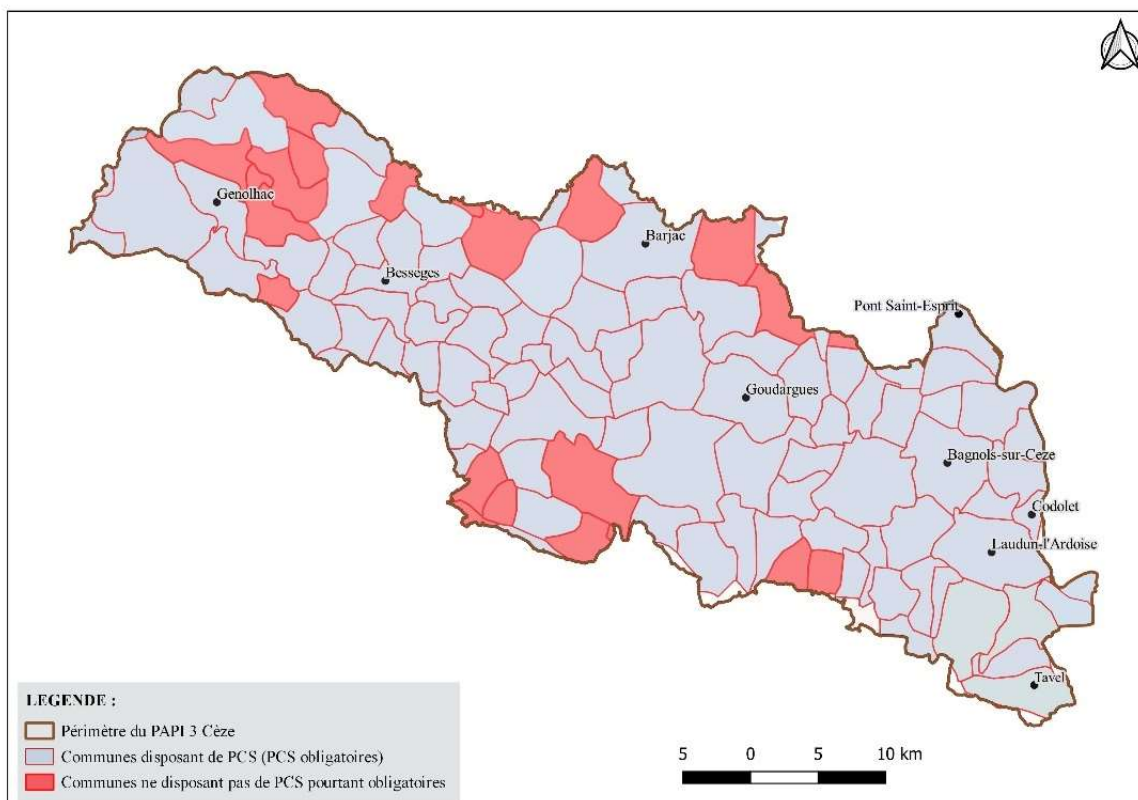 Genolhac
Barjac
Besseges
Pont Saint-Esprit
Goudargues
Bagnols-sur-Ceze
Codolet
Laudun-l'Ardoise
Tavel
LEGENDE :
Périmètre du PAPI 3 Cèze
Communes disposant de PCS (PCS obligatoires)
Communes ne disposant pas de PCS pourtant obligatoires
5 0 5 10 km